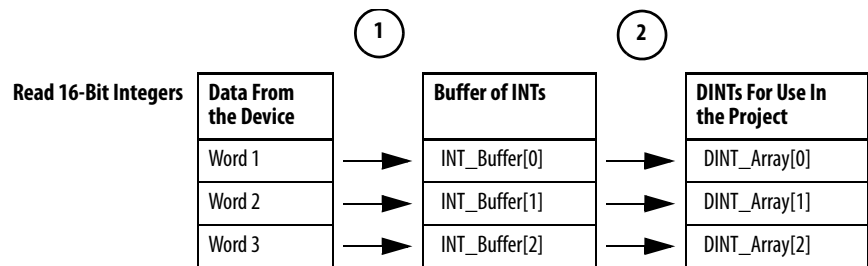 1
2
Read 16-Bit Integers
Data From
the Device
Buffer of INTs
DINTs For Use In
the Project
Word 1
INT_Buffer[0]
DINT_Array[0]
Word 2
INT_Buffer[1]
DINT_Array[1]
Word 3
INT_Buffer[2]
DINT_Array[2]